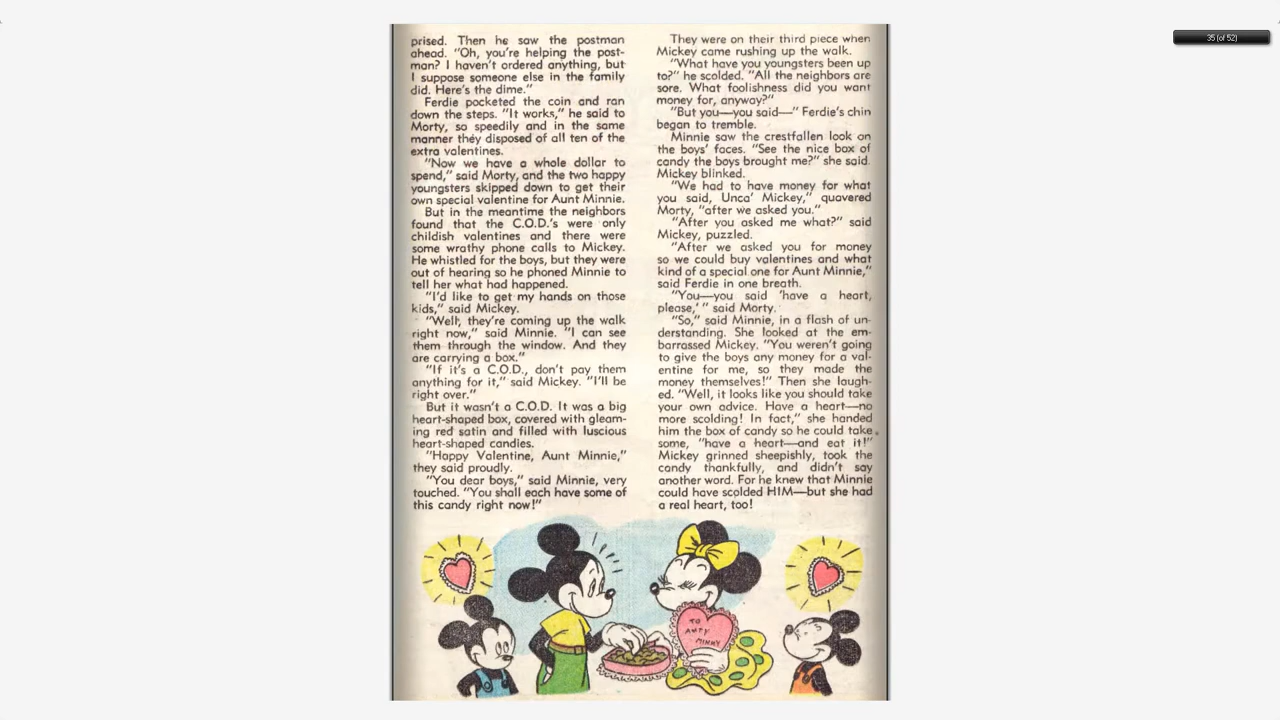 35 (of 52)
prised. Then he saw the postman
ahead. "Oh, you're helping the post-
man? I haven't ordered anything, but
I suppose someone else in the family
did. Here's the dime."
Ferdie pocketed the coin and ran
down the steps. "It works," he said to
Morty, so speedily and in the same
manner they disposed of all ten of the
extra valentines.
"Now we have a whole dollar to
spend," said Morty, and the two happy
youngsters skipped down to get their
own special valentine for Aunt Minnie.
But in the meantime the neighbors
found that the C.O.D.'s were only
childish valentines and there were
some wrathy phone calls to Mickey.
He whistled for the boys, but they were
out of hearing so he phoned Minnie to
tell her what had happened.
"I'd like to get my hands on those
kids," said Mickey.
"Well, they're coming up the walk
right now," said Minnie. "I can see
them through the window. And they
are carrying a box."
"If it's a C.O.D., don't pay them
anything for it," said Mickey. "I'll be
right over."
But it wasn't a C.O.D. It was a big
heart-shaped box, covered with gleam-
ing red satin and filled with luscious
heart-shaped candies.
"Happy Valentine, Aunt Minnie,"
they said proudly.
"You dear boys," said Minnie, very
touched. "You shall each have some of
this candy right now!"
They were on their third piece when
Mickey came rushing up the walk.
"What have you youngsters been up
to?" he scolded. "All the neighbors are
sore. What foolishness did you want
money for, anyway?"
"But you—you said—" Ferdie's chin
began to tremble.
Minnie saw the crestfallen look on
the boys' faces. "See the nice box of
candy the boys brought me?" she said.
Mickey blinked.
"We had to have money for what
you said, Unca' Mickey," quavered
Morty, "after we asked you."
"After you asked me what?" said
Mickey, puzzled.
"After we asked you for money
so we could buy valentines and what
kind of a special one for Aunt Minnie,"
said Ferdie in one breath.
"You—you said 'have a heart,
please,' " said Morty.
"So," said Minnie, in a flash of un-
derstanding. She looked at the em-
barrassed Mickey. "You weren't going
to give the boys any money for a val-
entine for me, so they made the
money themselves!" Then she laugh-
ed. "Well, it looks like you should take
your own advice. Have a heart—no
more scolding! In fact," she handed
him the box of candy so he could take
some, "have a heart—and eat it!"
Mickey grinned sheepishly, took the
candy thankfully, and didn't say
another word. For he knew that Minnie
could have scolded HIM—but she had
a real heart, too!
TO
ANTY
MINNY